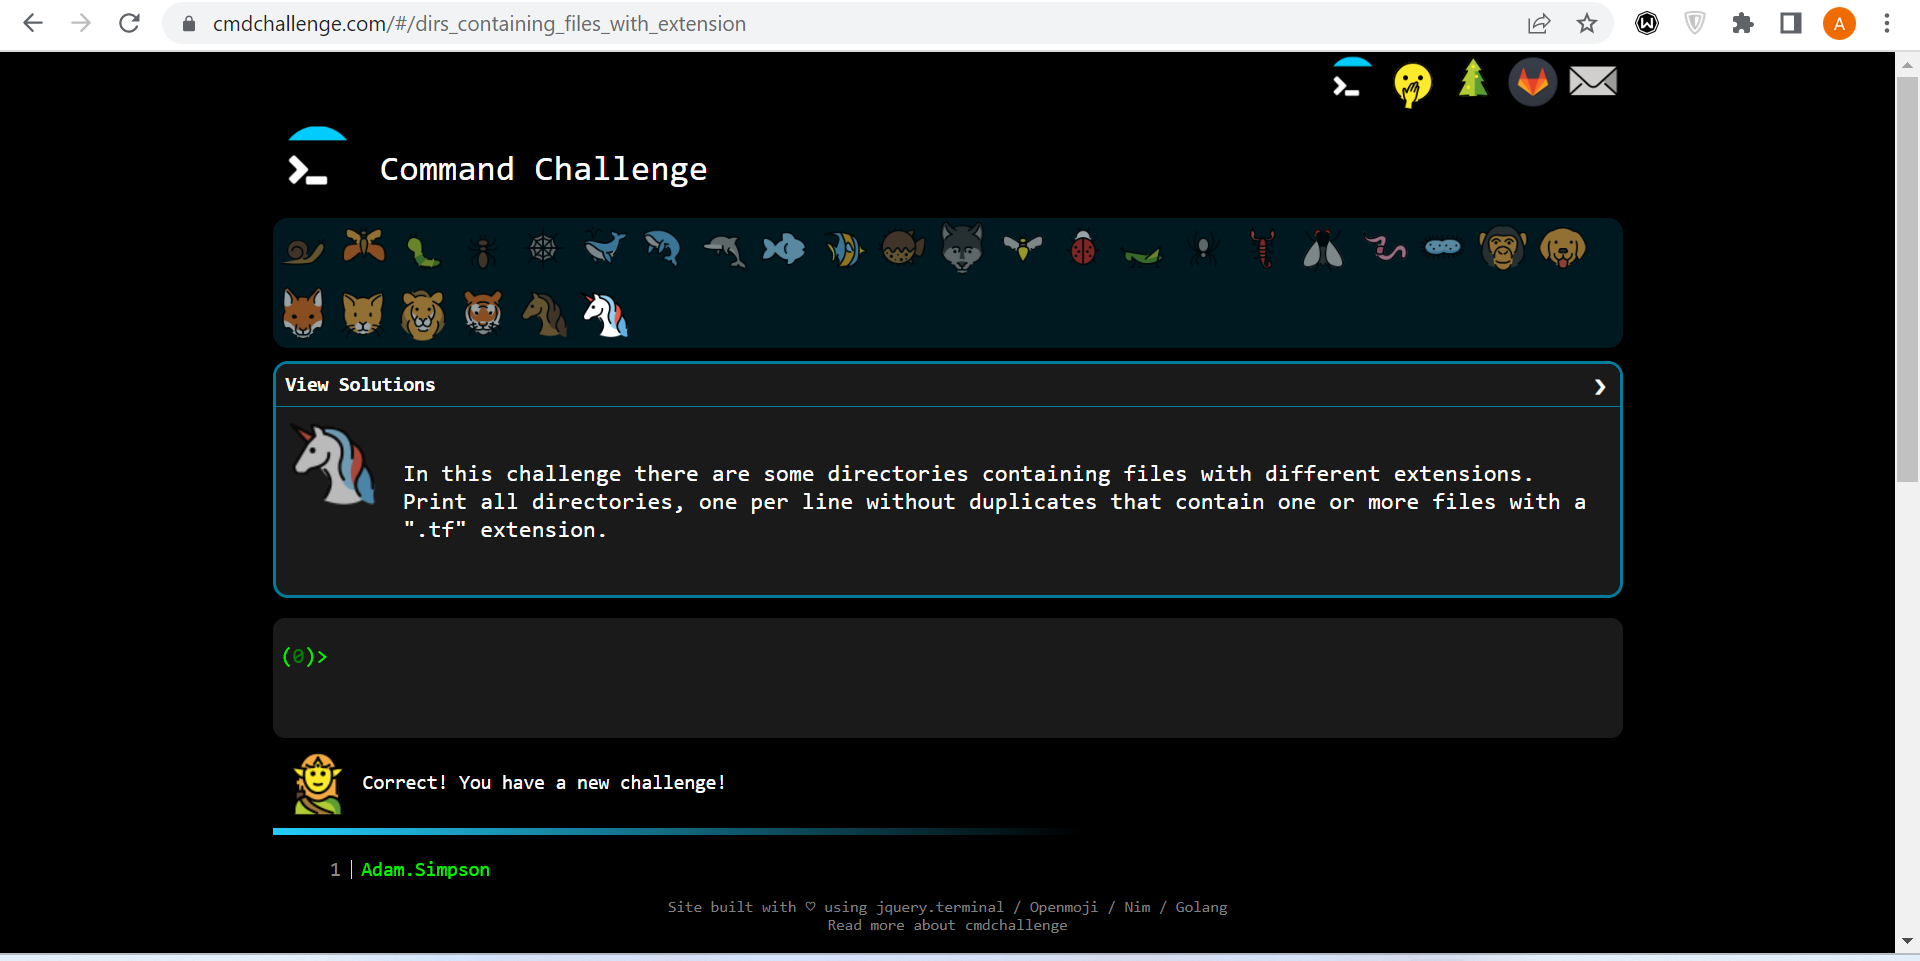 cmdchallenge.com/#/dirs_containing_files_with_extension
A
Command Challenge
View Solutions
In this challenge there are some directories containing files with different extensions.
Print all directories, one per line without duplicates that contain one or more files with a
".tf" extension.
(0)>
Correct! You have a new challenge!
1 | Adam.Simpson
Site built with ♡ using jquery.terminal / Openmoji / Nim / Golang
Read more about cmdchallenge